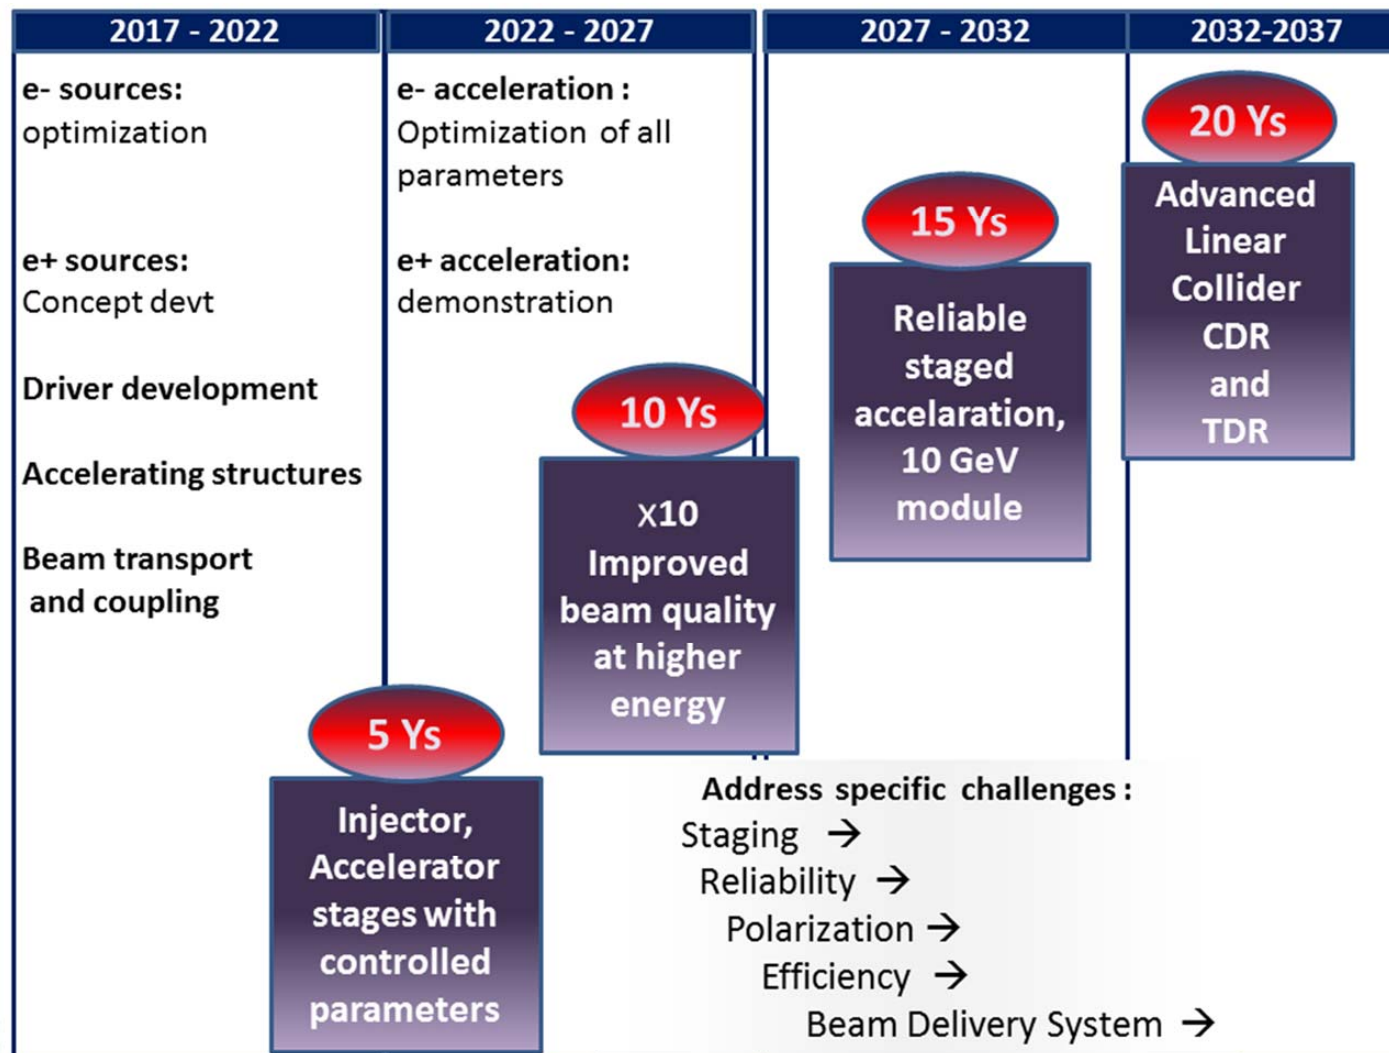 2017 - 2022
2022 - 2027
2027 - 2032
2032-2037
e- sources:
optimization
e+ sources:
Concept devt
Driver development
Accelerating structures
Beam transport
and coupling
e- acceleration :
Optimization of all
parameters
e+ acceleration:
demonstration
5 Ys
Injector,
Accelerator
stages with
controlled
parameters
10 Ys
x10
Improved
beam quality
at higher
energy
15 Ys
Reliable
staged
accelaration,
10 GeV
module
20 Ys
Advanced
Linear
Collider
CDR
and
TDR
Address specific challenges :
Staging →
Reliability →
Polarization →
Efficiency →
Beam Delivery System →